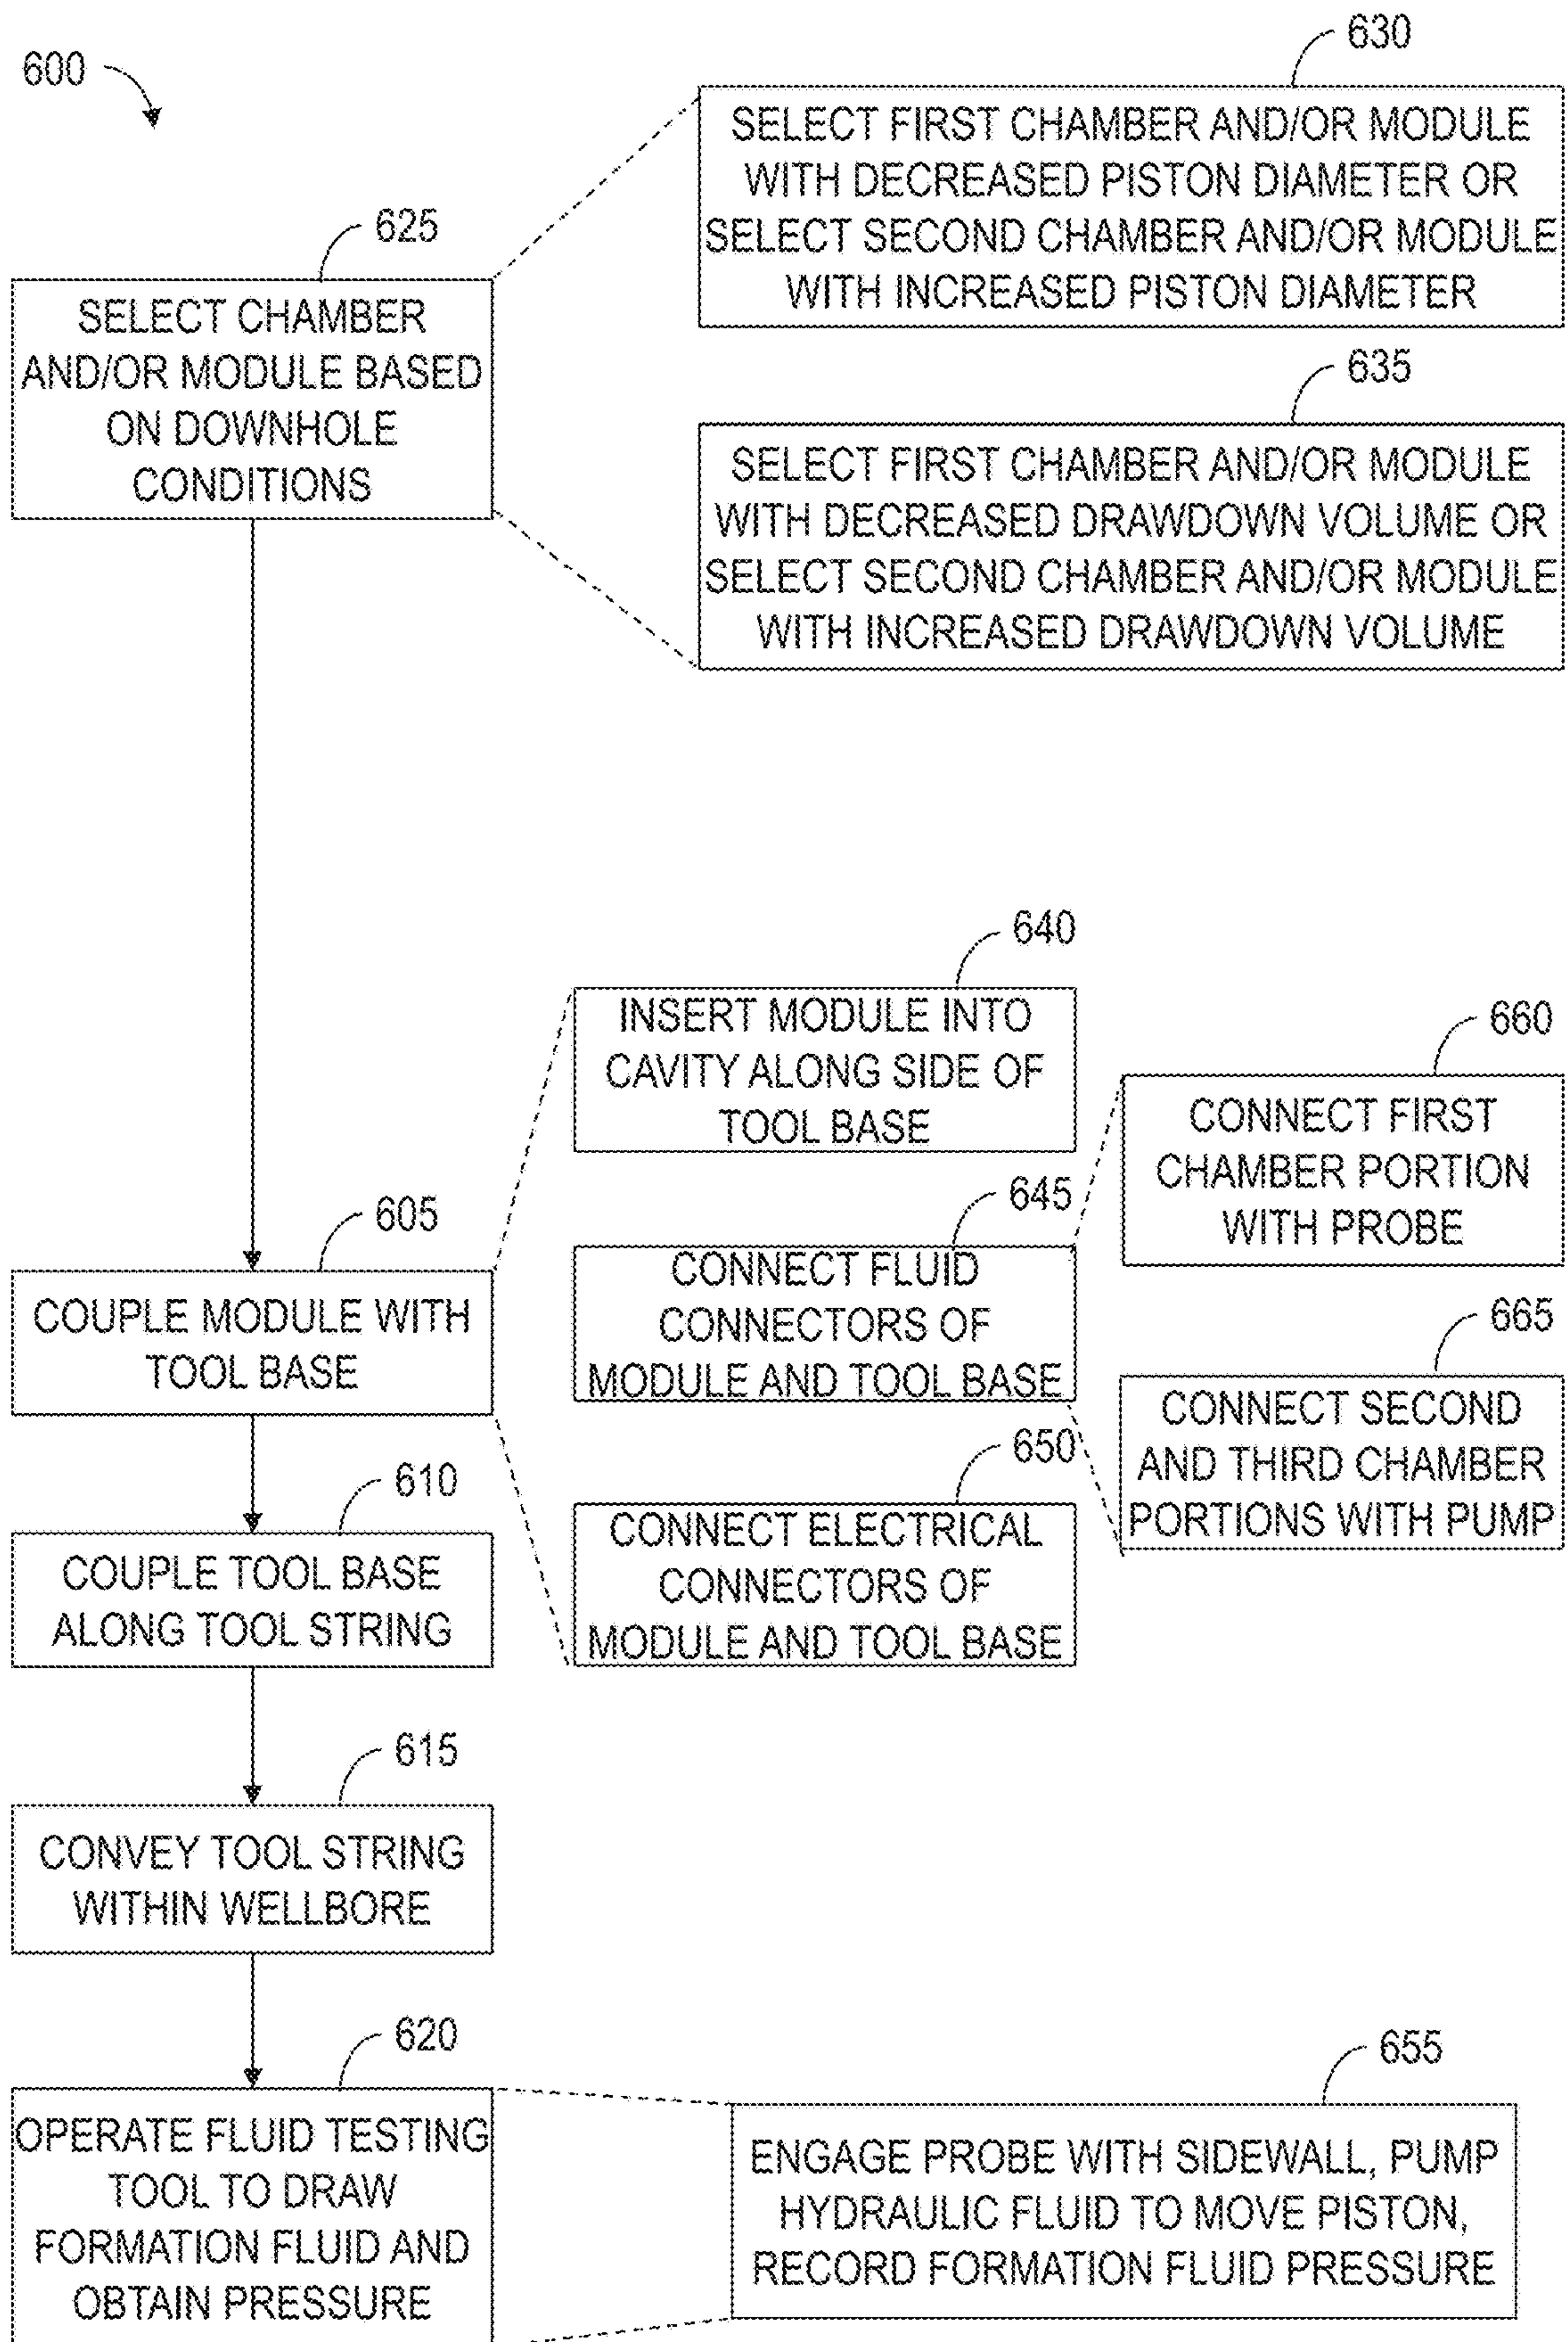 600
630
SELECT FIRST CHAMBER AND/OR MODULE
WITH DECREASED PISTON DIAMETER OR
SELECT SECOND CHAMBER AND/OR MODULE
WITH INCREASED PISTON DIAMETER
625
SELECT CHAMBER
AND/OR MODULE BASED
ON DOWNHOLE
CONDITIONS
635
SELECT FIRST CHAMBER AND/OR MODULE
WITH DECREASED DRAWDOWN VOLUME OR
SELECT SECOND CHAMBER AND/OR MODULE
WITH INCREASED DRAWDOWN VOLUME
640
INSERT MODULE INTO
CAVITY ALONG SIDE OF
TOOL BASE
660
CONNECT FIRST
CHAMBER PORTION
WITH PROBE
605
COUPLE MODULE WITH
TOOL BASE
645
CONNECT FLUID
CONNECTORS OF
MODULE AND TOOL BASE
665
CONNECT SECOND
AND THIRD CHAMBER
PORTIONS WITH PUMP
610
COUPLE TOOL BASE
ALONG TOOL STRING
650
CONNECT ELECTRICAL
CONNECTORS OF
MODULE AND TOOL BASE
615
CONVEY TOOL STRING
WITHIN WELLBORE
620
OPERATE FLUID TESTING
TOOL TO DRAW
FORMATION FLUID AND
OBTAIN PRESSURE
655
ENGAGE PROBE WITH SIDEWALL, PUMP
HYDRAULIC FLUID TO MOVE PISTON,
RECORD FORMATION FLUID PRESSURE